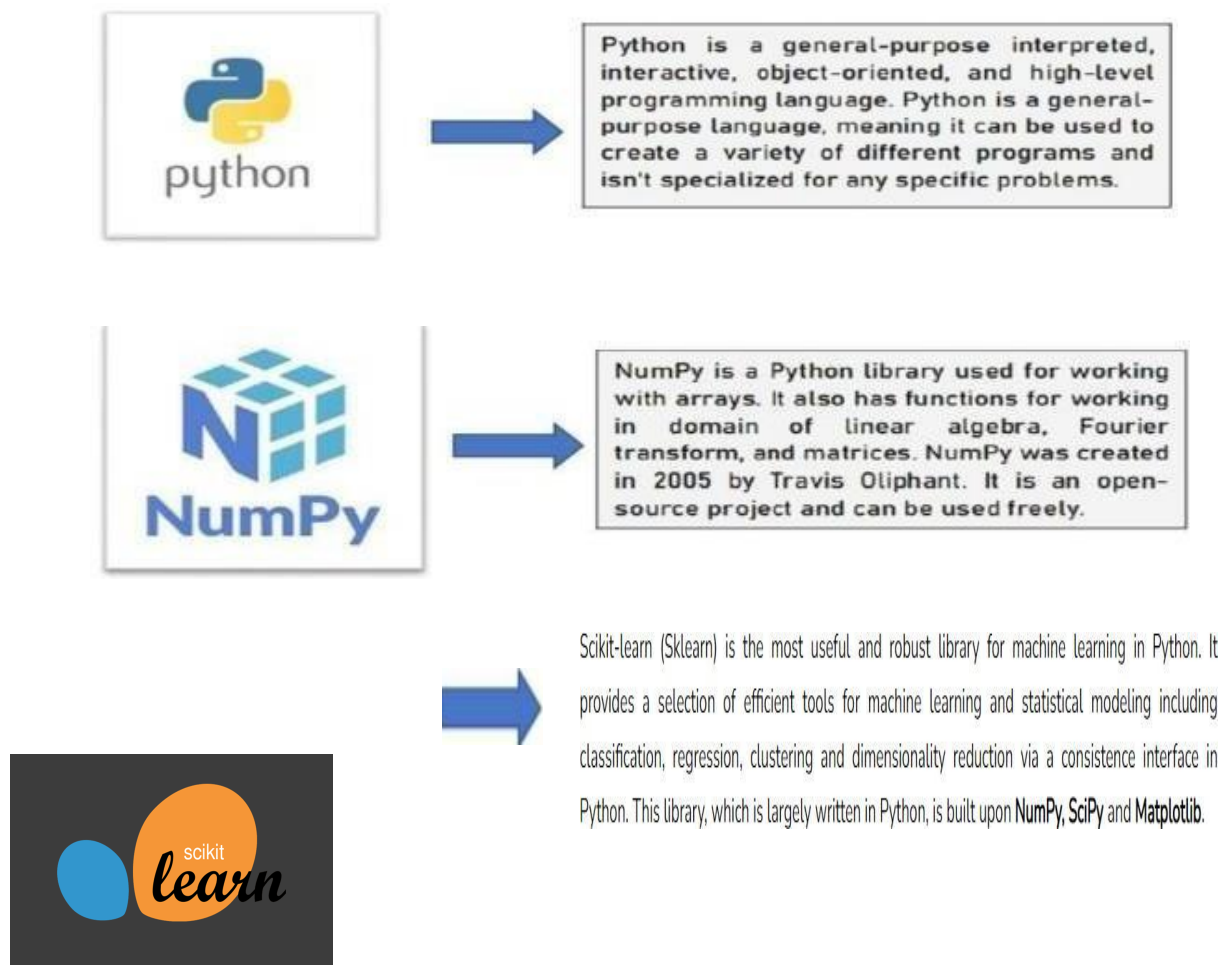 python
Python is a general-purpose interpreted,
interactive, object-oriented, and high-level
programming language. Python is a general-
purpose language, meaning it can be used to
create a variety of different programs and
isn't specialized for any specific problems.
NumPy
NumPy is a Python library used for working
with arrays. It also has functions for working
in domain of linear algebra, Fourier
transform, and matrices. NumPy was created
in 2005 by Travis Oliphant. It is an open-
source project and can be used freely.
Scikit-learn (Sklearn) is the most useful and robust library for machine learning in Python. It
provides a selection of efficient tools for machine learning and statistical modeling including
classification, regression, clustering and dimensionality reduction via a consistence interface in
Python. This library, which is largely written in Python, is built upon NumPy, SciPy and Matplotlib.
scikit
learn